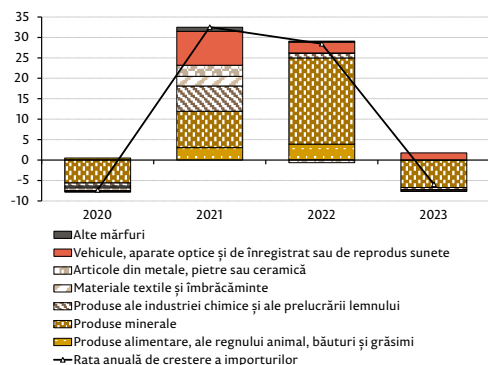 35
30
25
20
15
10
5
0
-5
-10
2020 2021 2022 2023
Alte mărfuri
Vehicule, aparate optice și de înregistrat sau de reprodus sunete
Articole din metale, pietre sau ceramică
Materiale textile și îmbrăcăminte
Produse ale industriei chimice și ale prelucrării lemnului
Produse minerale
Produse alimentare, ale regnului animal, băuturi și grăsimi
Rata anuală de creștere a importurilor